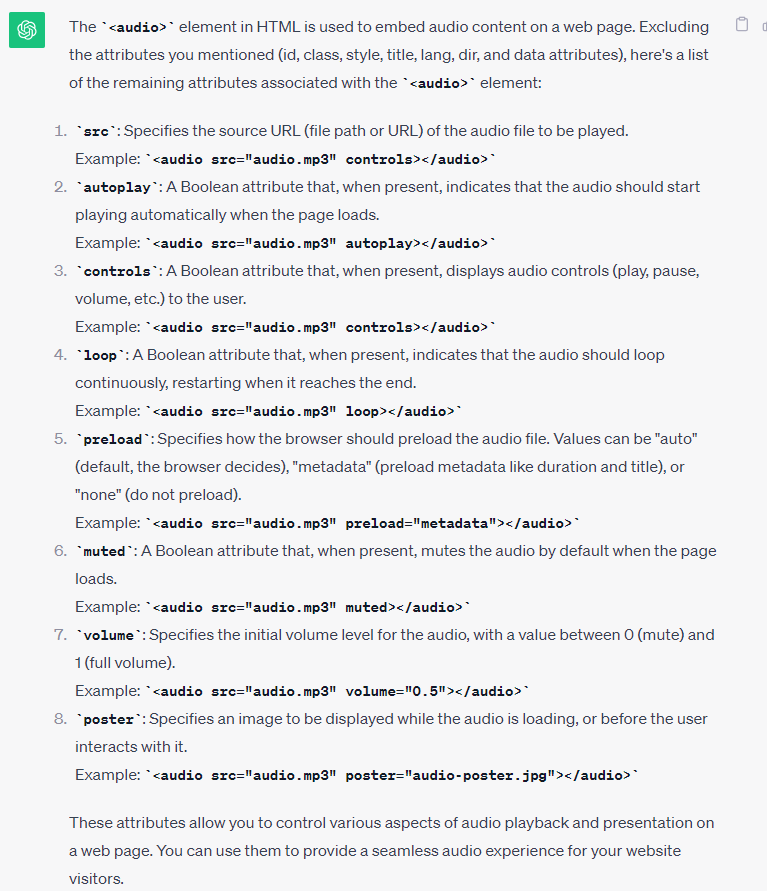 The `<audio>` element in HTML is used to embed audio content on a web page. Excluding
the attributes you mentioned (id, class, style, title, lang, dir, and data attributes), here's a list
of the remaining attributes associated with the `<audio>` element:
1. `src`: Specifies the source URL (file path or URL) of the audio file to be played.
Example: `<audio src="audio.mp3" controls></audio>`
2. `autoplay`: A Boolean attribute that, when present, indicates that the audio should start
playing automatically when the page loads.
Example: `<audio src="audio.mp3" autoplay></audio>`
3. `controls`: A Boolean attribute that, when present, displays audio controls (play, pause,
volume, etc.) to the user.
Example: `<audio src="audio.mp3" controls></audio>`
4. `loop`: A Boolean attribute that, when present, indicates that the audio should loop
continuously, restarting when it reaches the end.
Example: `<audio src="audio.mp3" loop></audio>`
5. `preload`: Specifies how the browser should preload the audio file. Values can be "auto"
(default, the browser decides), "metadata" (preload metadata like duration and title), or
"none" (do not preload).
Example: `<audio src="audio.mp3" preload="metadata"></audio>`
6. `muted`: A Boolean attribute that, when present, mutes the audio by default when the page
loads.
Example: `<audio src="audio.mp3" muted></audio>`
7. `volume`: Specifies the initial volume level for the audio, with a value between 0 (mute) and
1 (full volume).
Example: `<audio src="audio.mp3" volume="0.5"></audio>`
8. `poster`: Specifies an image to be displayed while the audio is loading, or before the user
interacts with it.
Example: `<audio src="audio.mp3" poster="audio-poster.jpg"></audio>`
These attributes allow you to control various aspects of audio playback and presentation on
a web page. You can use them to provide a seamless audio experience for your website
visitors.